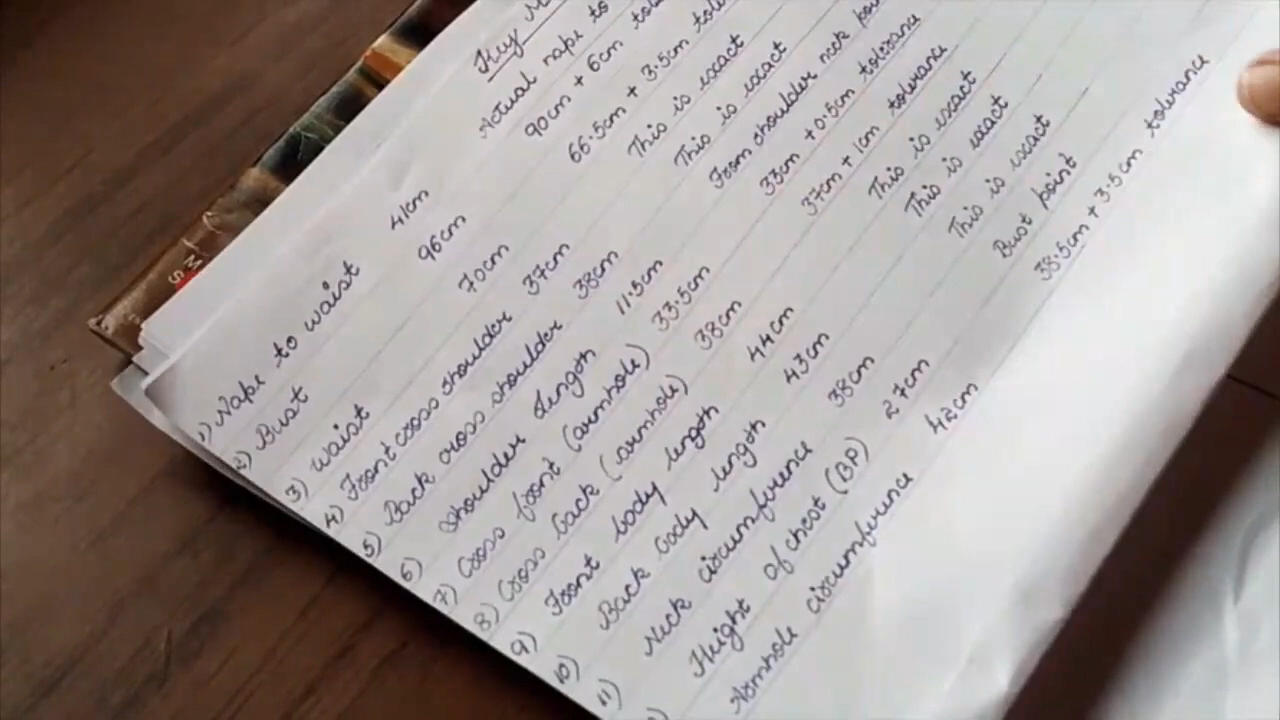 Key
Actual nape to
1) Nape to waist 41cm 90cm + 6cm
2) Bust 96cm 66.5cm + 3.5cm
3) Waist 70cm This is exact
4) Front cross shoulder 37cm This is exact
5) Back cross shoulder 38cm From shoulder neck
6) shoulder length 11.5cm 33cm + 0.5cm tolerance
7) Cross front (armhole) 33.5cm 37cm + 1cm tolerance
8) Cross back (armhole) 38cm This is exact
9) Front body length 44cm This is exact
10) Back body length 43cm This is exact
11) Neck circumference 38cm Bust point
Height of chest (BP) 27cm 38.5cm + 3.5cm tolerance
Armhole circumference 42cm